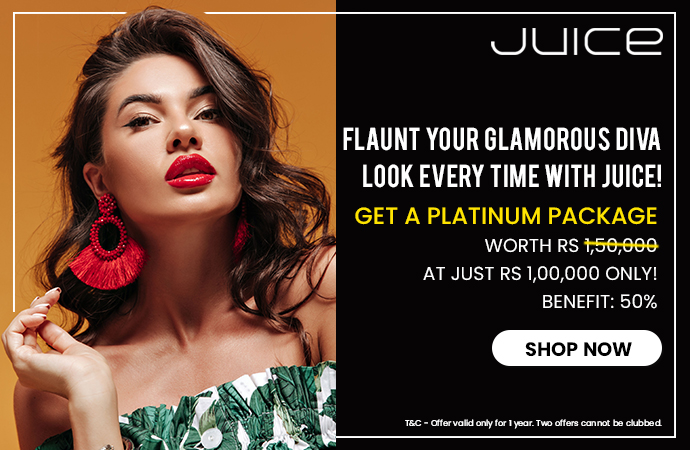 JUICE
FLAUNT YOUR GLAMOROUS DIVA
LOOK EVERY TIME WITH JUICE!
GET A PLATINUM PACKAGE
WORTH RS 1,50,000
AT JUST RS 1,00,000 ONLY!
BENEFIT: 50%
SHOP NOW
T&C - Offer valid only for 1 year. Two offers cannot be clubbed.